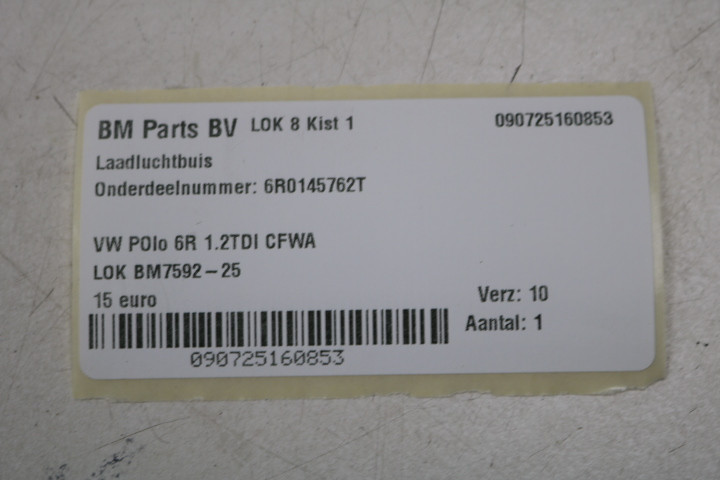 BM Parts BV LOK 8 Kist 1 090725160853
Laadluchtbuis
Onderdeelnummer: 6R0145762T
VW POlo 6R 1.2TDI CFWA
LOK BM7592-25
15 euro Verz: 10
Aantal: 1
090725160853